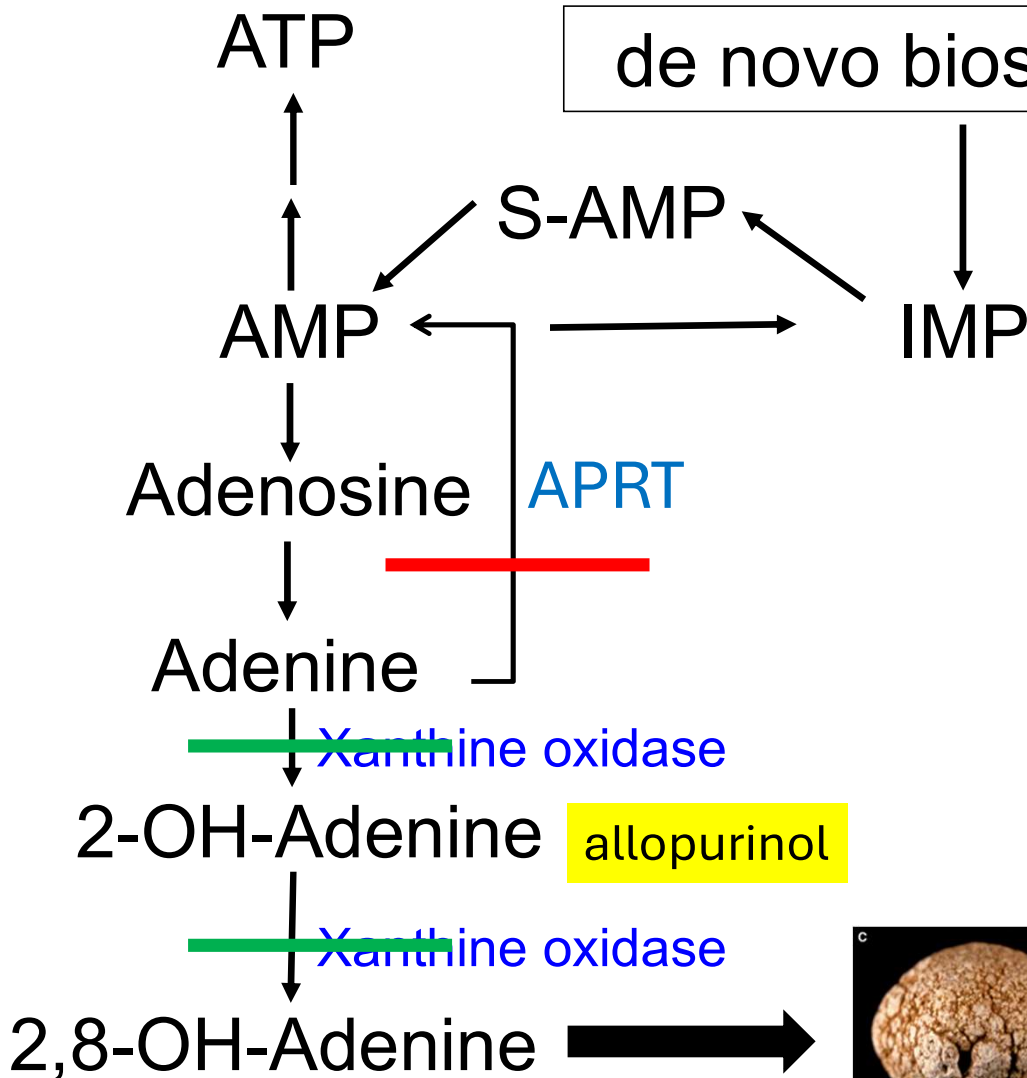 ATP
de novo bios
S-AMP
AMP
IMP
Adenosine
APRT
Adenine
Xanthine oxidase
2-OH-Adenine
allopurinol
Xanthine oxidase
c
2,8-OH-Adenine